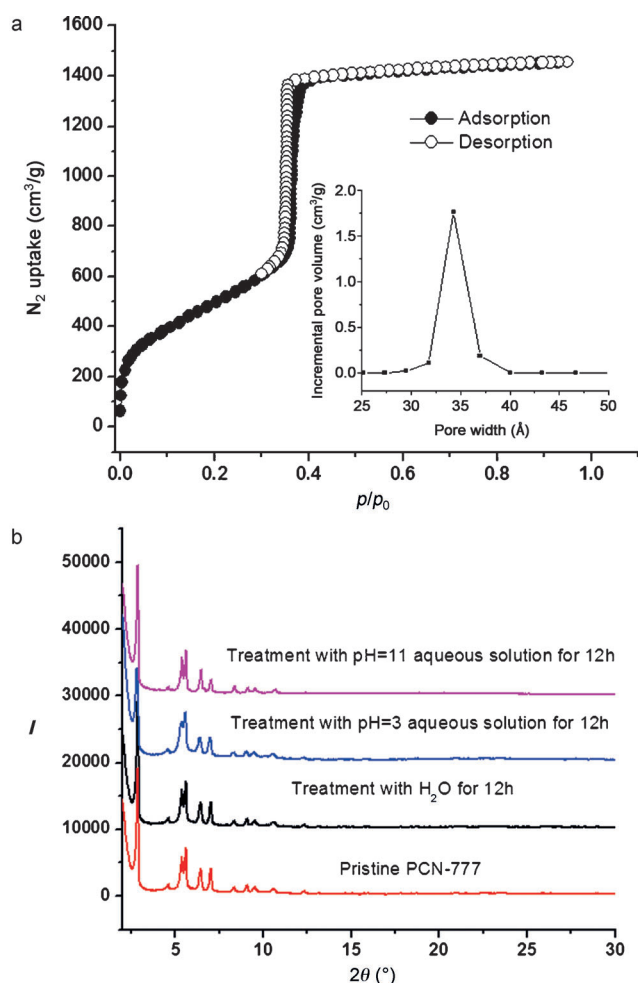 a
1600
1400
1200
1000
800
600
400
200
0
N₂ uptake (cm³/g)
0.0 0.2 0.4 0.6 0.8 1.0
p/p₀
Adsorption
Desorption
2.0
1.5
1.0
0.5
0.0
Incremental pore volume (cm³/g)
25 30 35 40 45 50
Pore width (Å)
b
50000
40000
30000
20000
10000
0
I
Treatment with pH=11 aqueous solution for 12h
Treatment with pH=3 aqueous solution for 12h
Treatment with H₂O for 12h
Pristine PCN-777
5 10 15 20 25 30
2θ (°)